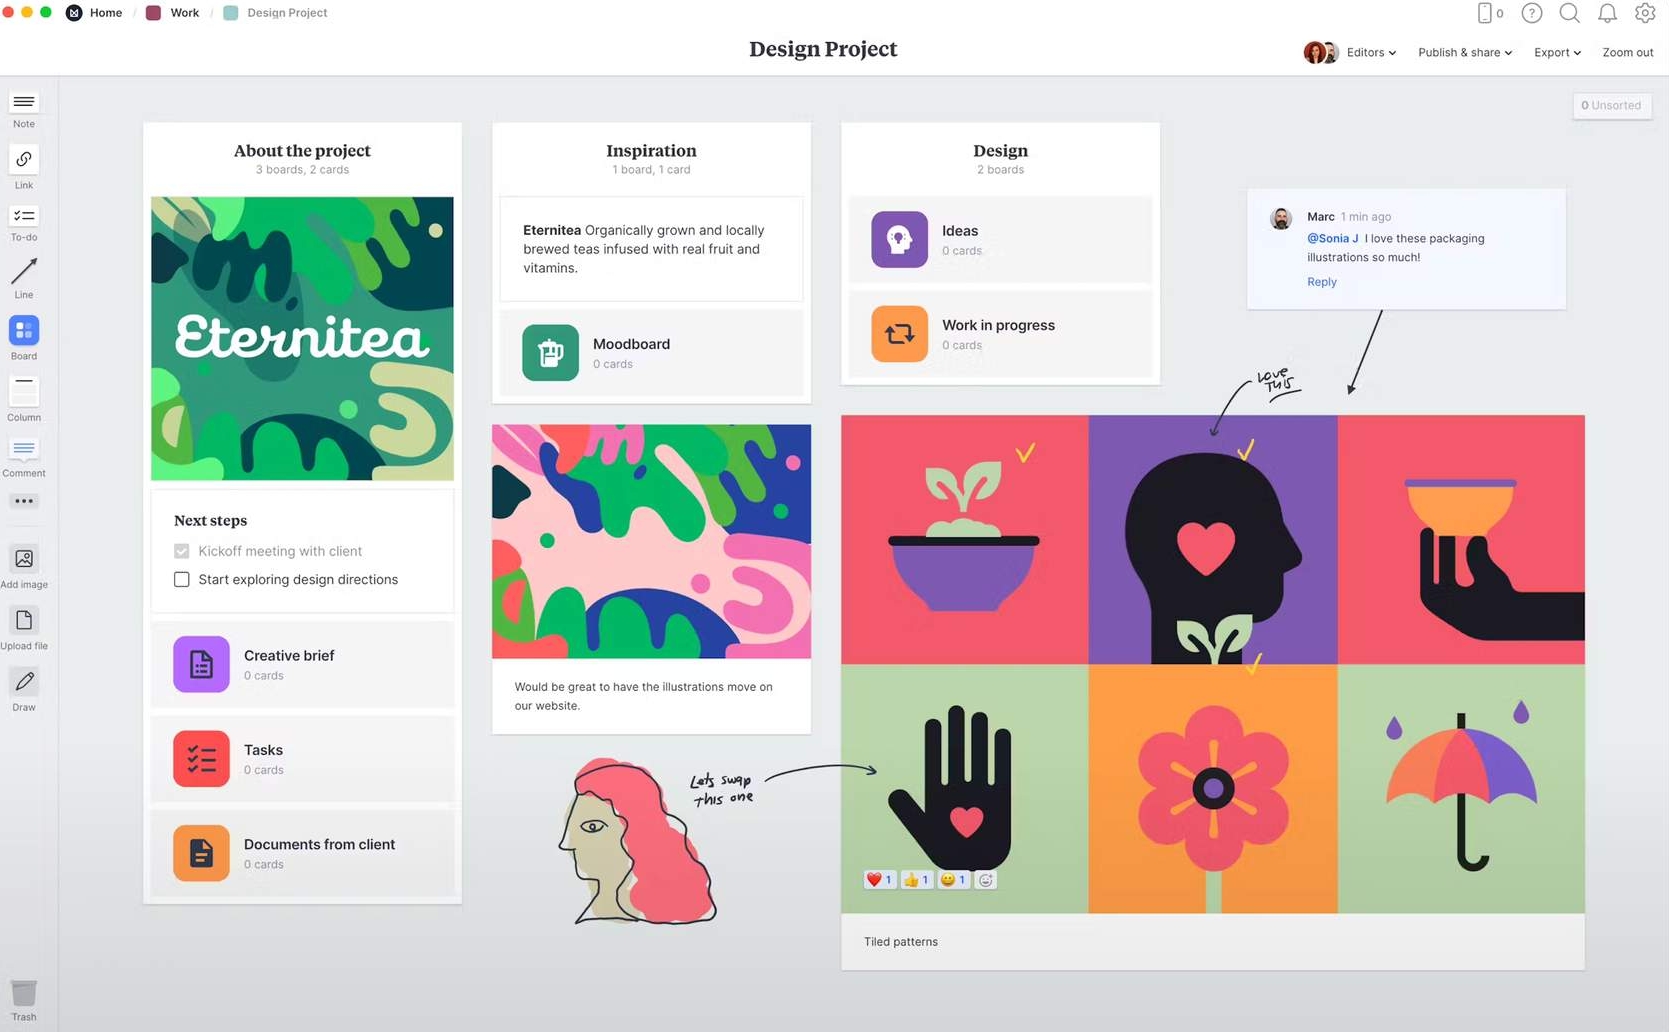 Home
Work
Design Project
0
Design Project
Editors
Publish & share
Export
Zoom out
Note
Link
To-do
Line
Board
Column
Comment
Add image
Upload file
Draw
Trash
0 Unsorted
About the project
3 boards, 2 cards
Eternitea
Next steps
Kickoff meeting with client
Start exploring design directions
Creative brief
0 cards
Tasks
0 cards
Documents from client
0 cards
Inspiration
1 board, 1 card
Eternitea Organically grown and locally
brewed teas infused with real fruit and
vitamins.
Moodboard
0 cards
Would be great to have the illustrations move on
our website.
Lets swap
this one
Design
2 boards
Ideas
0 cards
Work in progress
0 cards
Marc 1 min ago
@Sonia J I love these packaging
illustrations so much!
Reply
LOVE
THIS
1
1
1
Tiled patterns